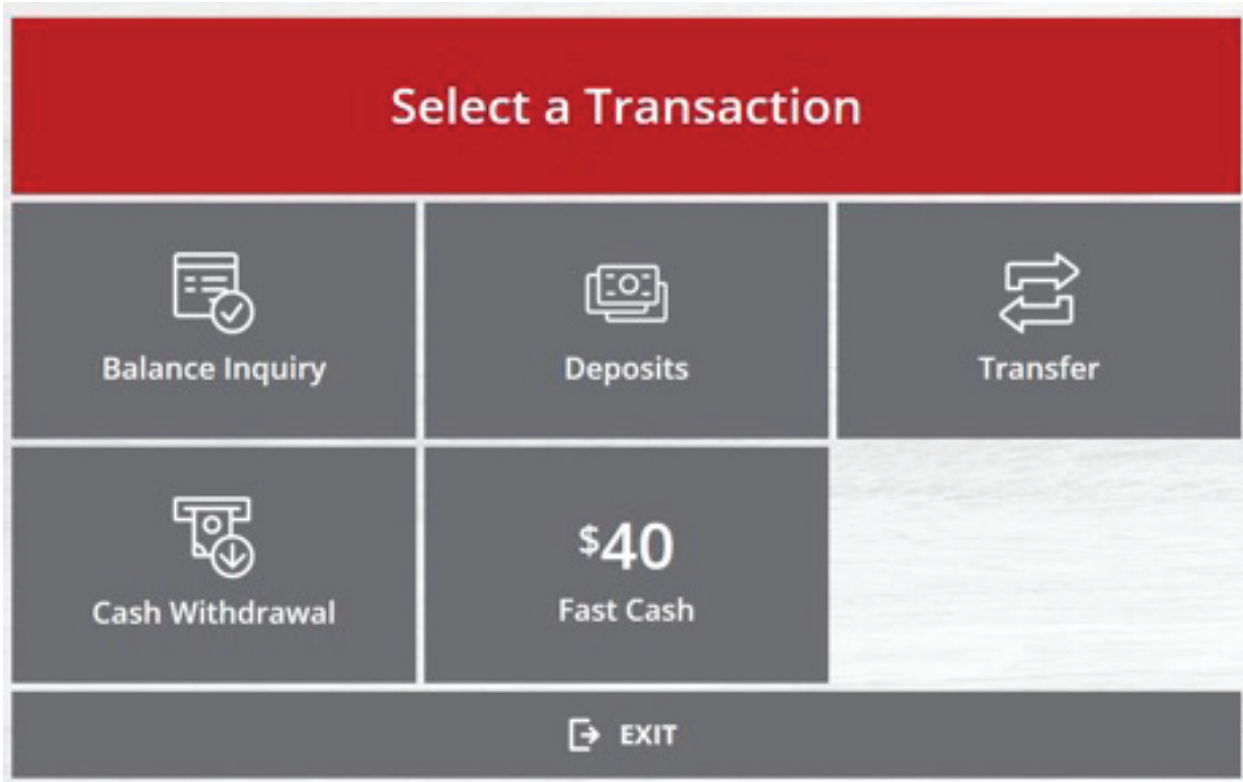 Select a Transaction
Balance Inquiry
Deposits
Transfer
Cash Withdrawal
$40
Fast Cash
EXIT